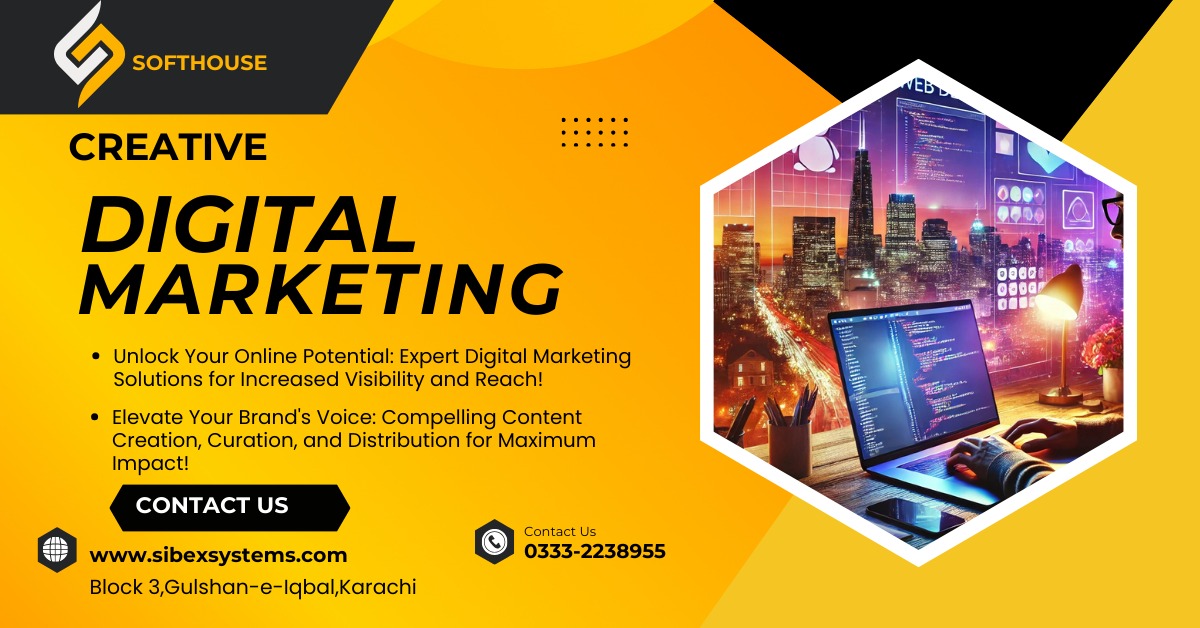 SOFTHOUSE
CREATIVE
DIGITAL
MARKETING
• Unlock Your Online Potential: Expert Digital Marketing
Solutions for Increased Visibility and Reach!
• Elevate Your Brand's Voice: Compelling Content
Creation, Curation, and Distribution for Maximum
Impact!
CONTACT US
www.sibexsystems.com
Block 3,Gulshan-e-Iqbal,Karachi
Contact Us
0333-2238955